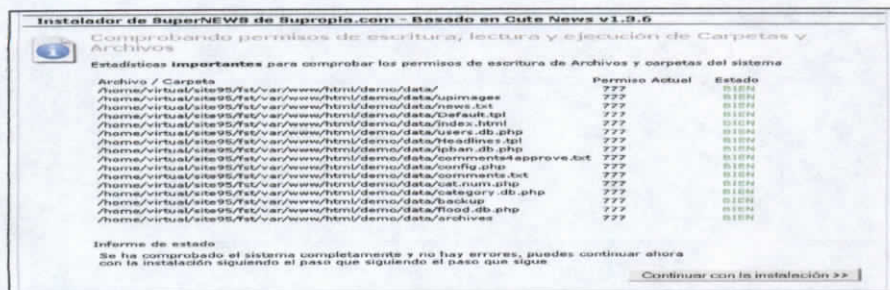 Instalador de SuperNEWS de Supropia.com - Basado en Cute News v1.3.6
Comprobando permisos de escritura, lectura y ejecución de Carpetas y
Archivos
Estadísticas importantes para comprobar los permisos de escritura de Archivos y carpetas del sistema
Archivo / Carpeta Permiso Actual Estado
/home/virtual/site95/fst/var/www/html/demo/data/ 777 BIEN
/home/virtual/site95/fst/var/www/html/demo/data/upimages 777 BIEN
/home/virtual/site95/fst/var/www/html/demo/data/news.txt 777 BIEN
/home/virtual/site95/fst/var/www/html/demo/data/Default.tpl 777 BIEN
/home/virtual/site95/fst/var/www/html/demo/data/index.html 777 BIEN
/home/virtual/site95/fst/var/www/html/demo/data/users.db.php 777 BIEN
/home/virtual/site95/fst/var/www/html/demo/data/Headlines.tpl 777 BIEN
/home/virtual/site95/fst/var/www/html/demo/data/ipban.db.php 777 BIEN
/home/virtual/site95/fst/var/www/html/demo/data/comments4approve.txt 777 BIEN
/home/virtual/site95/fst/var/www/html/demo/data/config.php 777 BIEN
/home/virtual/site95/fst/var/www/html/demo/data/comments.txt 777 BIEN
/home/virtual/site95/fst/var/www/html/demo/data/cat.num.php 777 BIEN
/home/virtual/site95/fst/var/www/html/demo/data/category.db.php 777 BIEN
/home/virtual/site95/fst/var/www/html/demo/data/backup 777 BIEN
/home/virtual/site95/fst/var/www/html/demo/data/flood.db.php 777 BIEN
/home/virtual/site95/fst/var/www/html/demo/data/archives 777 BIEN
Informe de estado
Se ha comprobado el sistema completamente y no hay errores, puedes continuar ahora
con la instalación siguiendo el paso que siguiendo el paso que sigue
Continuar con la instalación >>